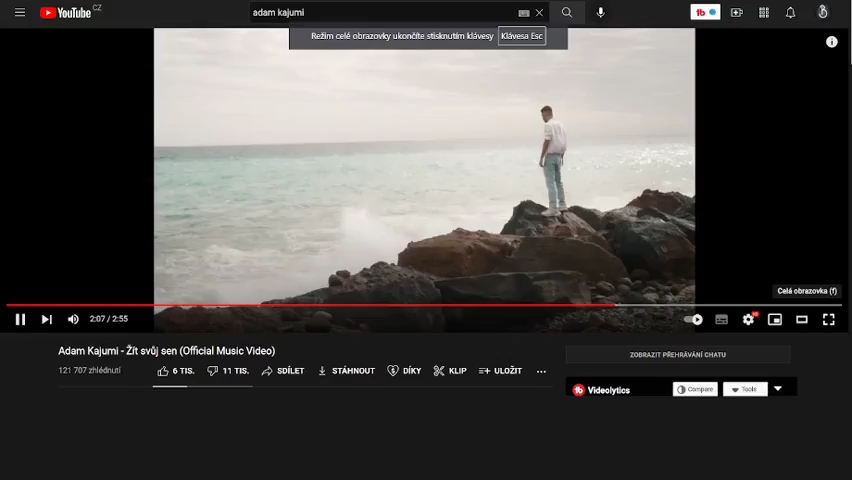 YouTube CZ
adam kajumi
Režim celé obrazovky ukončíte stisknutím klávesy Klávesa Esc
Celá obrazovka (f)
2:07 / 2:55
Adam Kajumi - Žít svůj sen (Official Music Video)
121 707 zhlédnutí
6 TIS.
11 TIS.
SDÍLET
STÁHNOUT
DÍKY
KLIP
ULOŽIT
ZOBRAZIT PŘEHRÁVÁNÍ CHATU
Videolytics
Compare
Tools